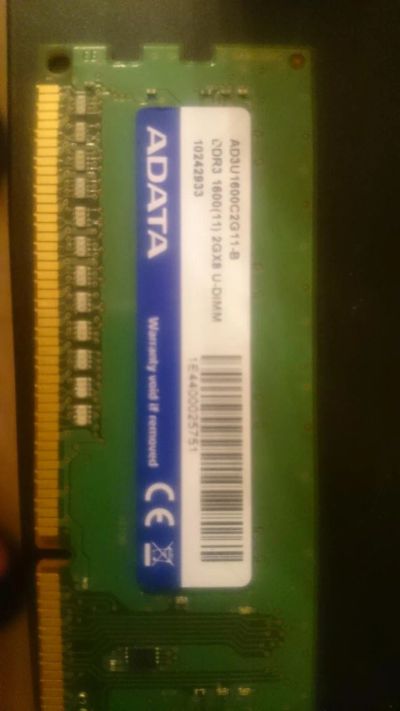 AD3U1600C2G11-B
DDR3 1600(11) 2GX8 U-DIMM
10242933
1E4400025751
ADATA
Warranty void if removed
CE